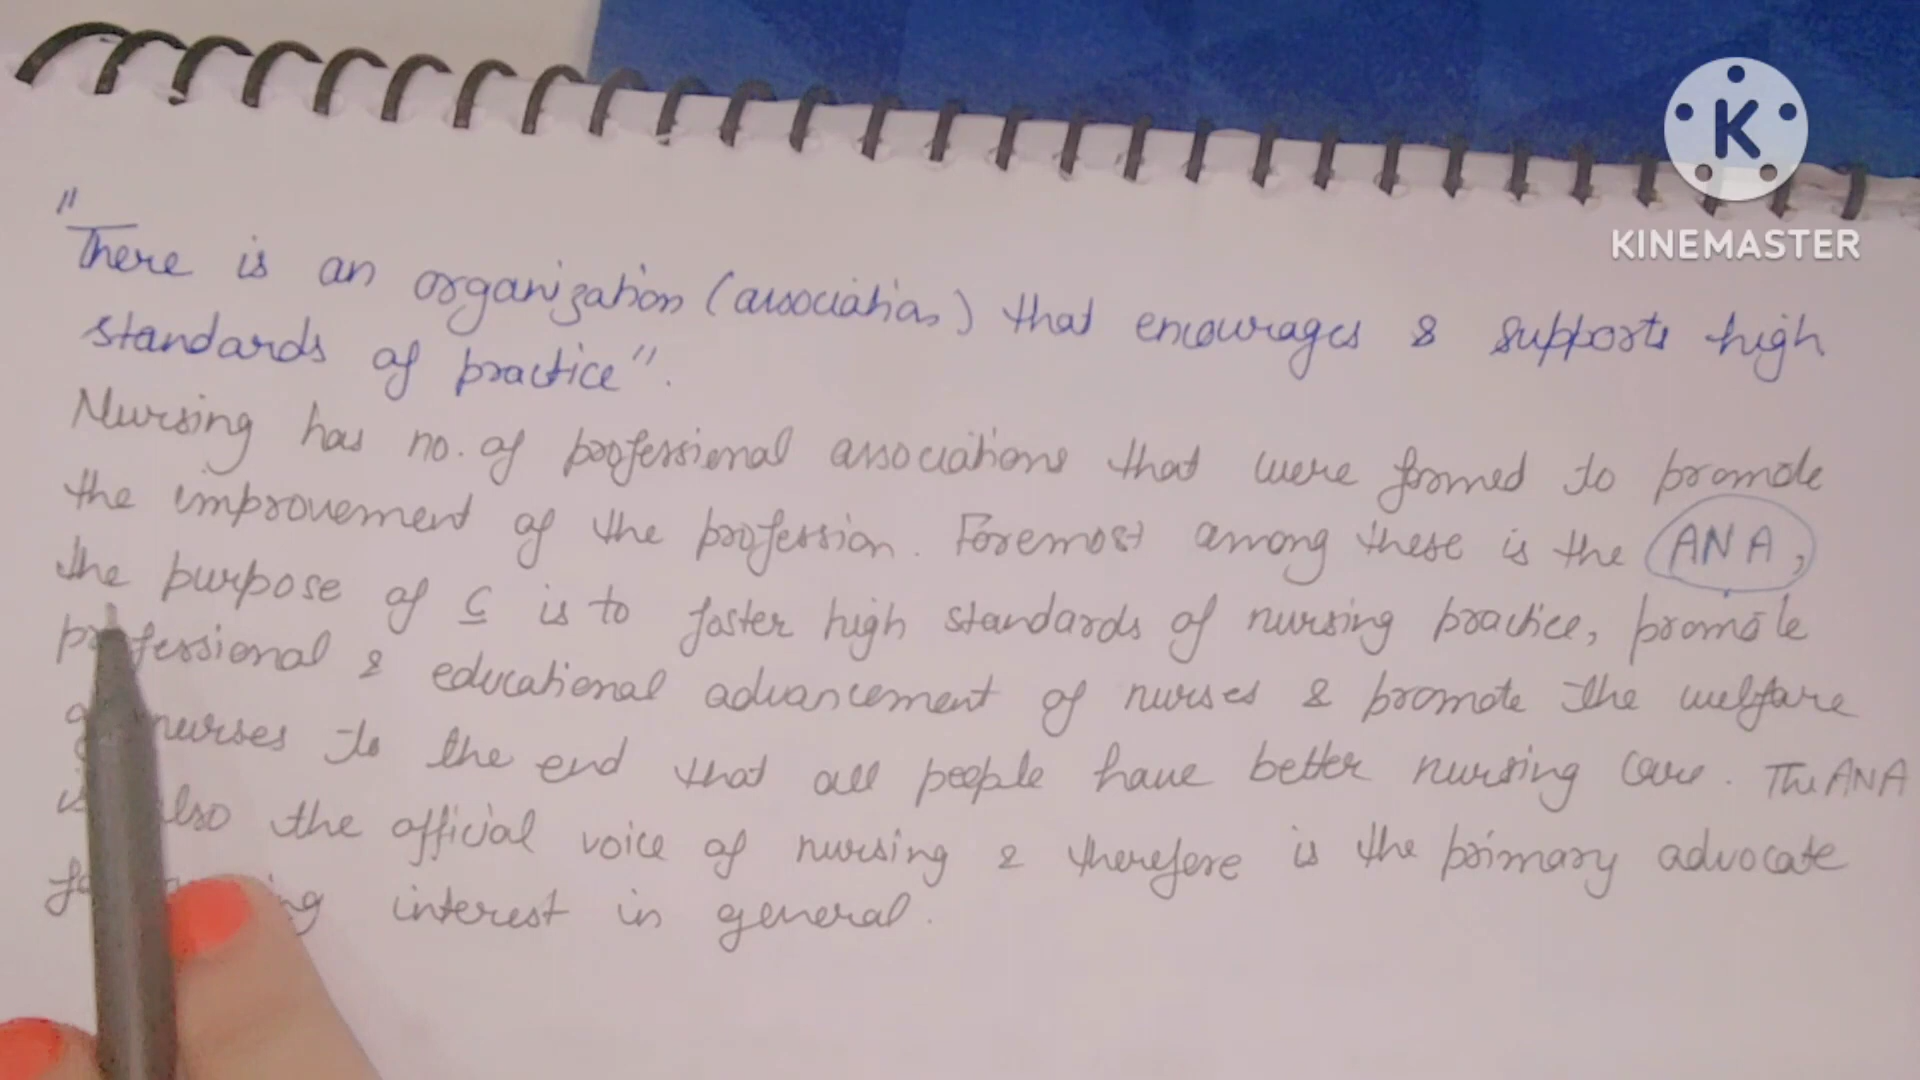 KINEMASTER
"There is an organization (association) that encourages & supports high
standards of practice".
Nursing has no. of professional associations that were formed to promote
the improvement of the profession. Foremost among these is the ANA,
the purpose of C is to foster high standards of nursing practice, promote
professional & educational advancement of nurses & promote the welfare
nurses to the end that all people have better nursing care. The ANA
is also the official voice of nursing & therefore is the primary advocate
interest in general.